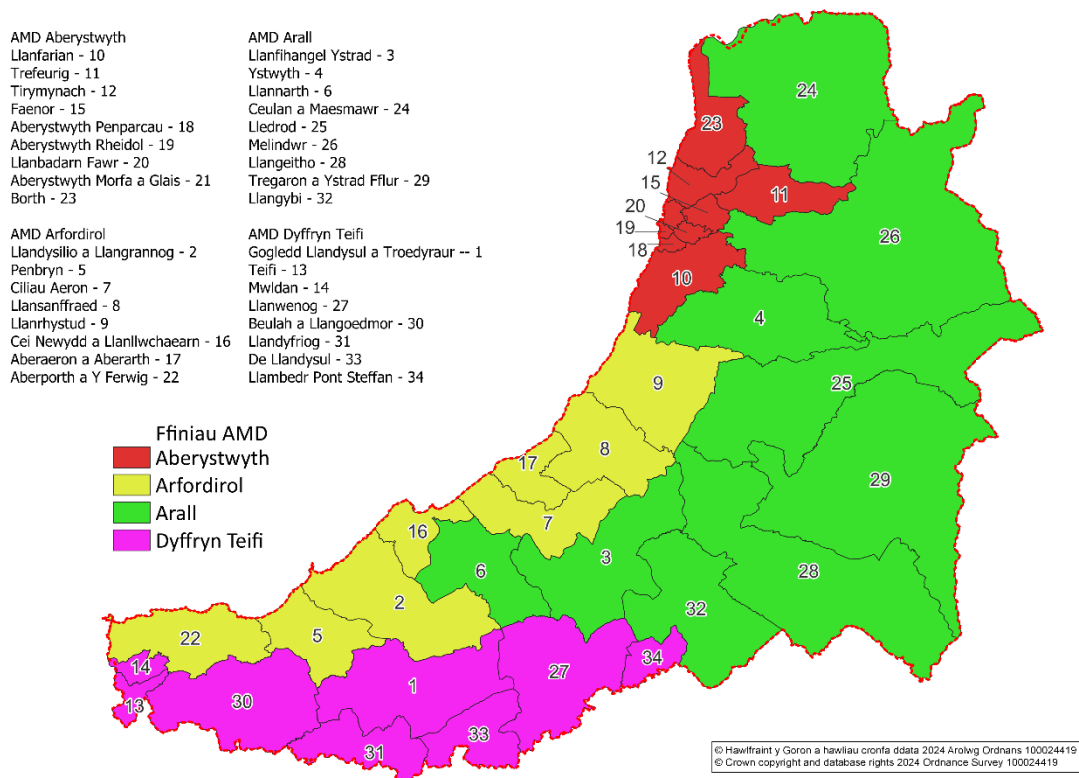 AMD Aberystwyth
Llanfarian - 10
Trefeurig - 11
Tirymynach - 12
Faenor - 15
Aberystwyth Penparcau - 18
Aberystwyth Rheidol - 19
Llanbadarn Fawr - 20
Aberystwyth Morfa a Glais - 21
Borth - 23
AMD Arall
Llanfihangel Ystrad - 3
Ystwyth - 4
Llannarth - 6
Ceulan a Maesmawr - 24
Lledrod - 25
Melindwr - 26
Llangeitho - 28
Tregaron a Ystrad Fflur - 29
Llangybi - 32
AMD Arfordirol
Llandysilio a Llangrannog - 2
Penbryn - 5
Ciliau Aeron - 7
Llansanffraed - 8
Llanrhystud - 9
Cei Newydd a Llanllwchaearn - 16
Aberaeron a Aberarth - 17
Aberporth a Y Ferwig - 22
AMD Dyffryn Teifi
Gogledd Llandysul a Troedyraur -- 1
Teifi - 13
Mwldan - 14
Llanwenog - 27
Beulah a Llangoedmor - 30
Llandyfriog - 31
De Llandysul - 33
Llambedr Pont Steffan - 34
Ffiniau AMD
Aberystwyth
Arfordirol
Arall
Dyffryn Teifi
24
23
12
15
11
20
19
18
26
10
4
9
25
8
17
29
7
16
3
6
28
2
32
5
22
14
34
27
1
30
13
33
31
© Hawlfraint y Goron a hawliau cronfa ddata 2024 Arolwg Ordnans 100024419
© Crown copyright and database rights 2024 Ordnance Survey 100024419